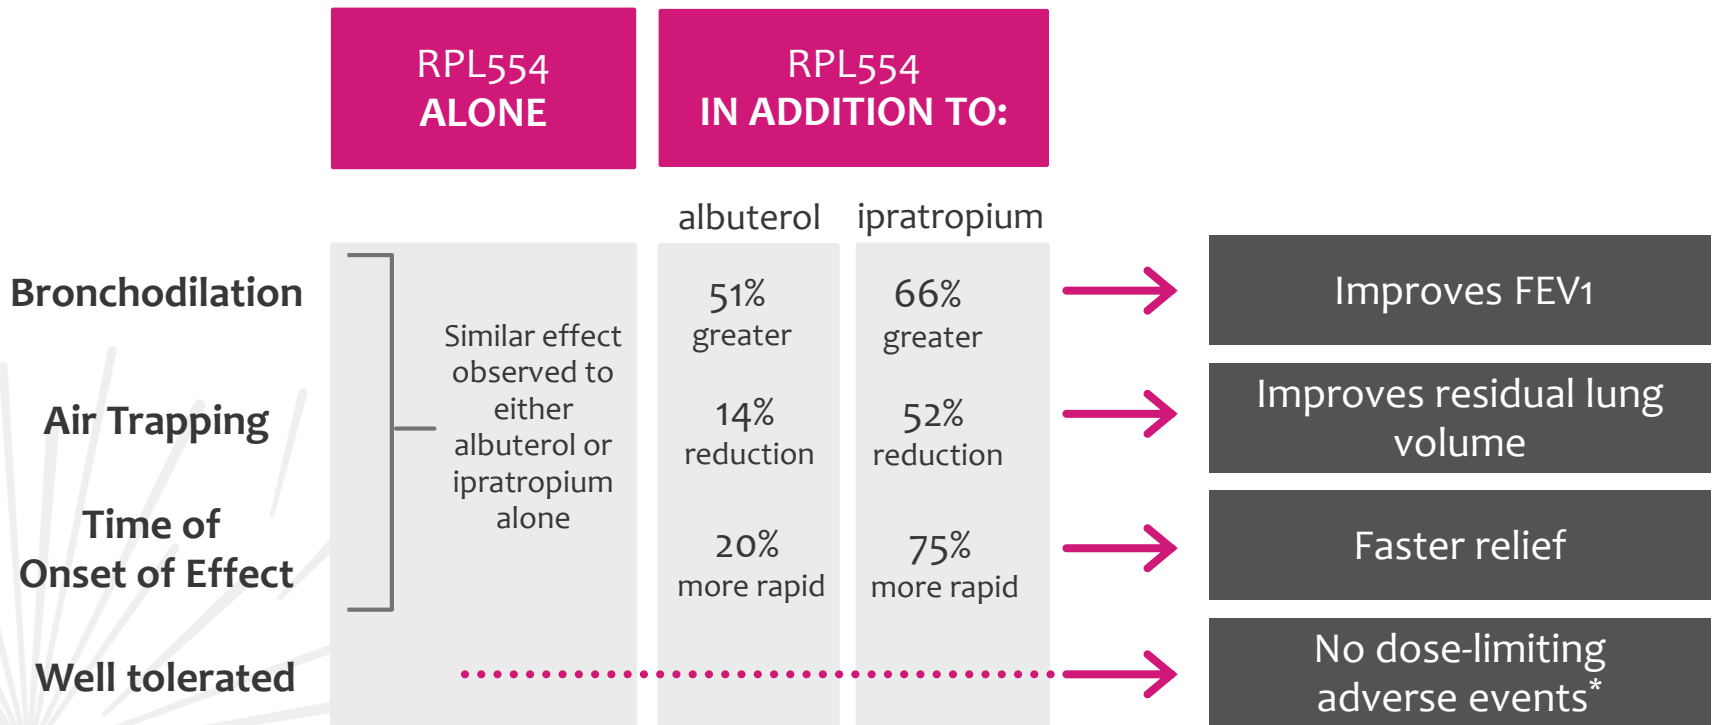 RPL554
ALONE
RPL554
IN ADDITION TO:
albuterol
ipratropium
Bronchodilation
Similar effect
observed to
either
albuterol or
ipratropium
alone
51%
greater
66%
greater
Improves FEV1
Air Trapping
14%
reduction
52%
reduction
Improves residual lung
volume
Time of
Onset of Effect
20%
more rapid
75%
more rapid
Faster relief
Well tolerated
No dose-limiting
adverse events*